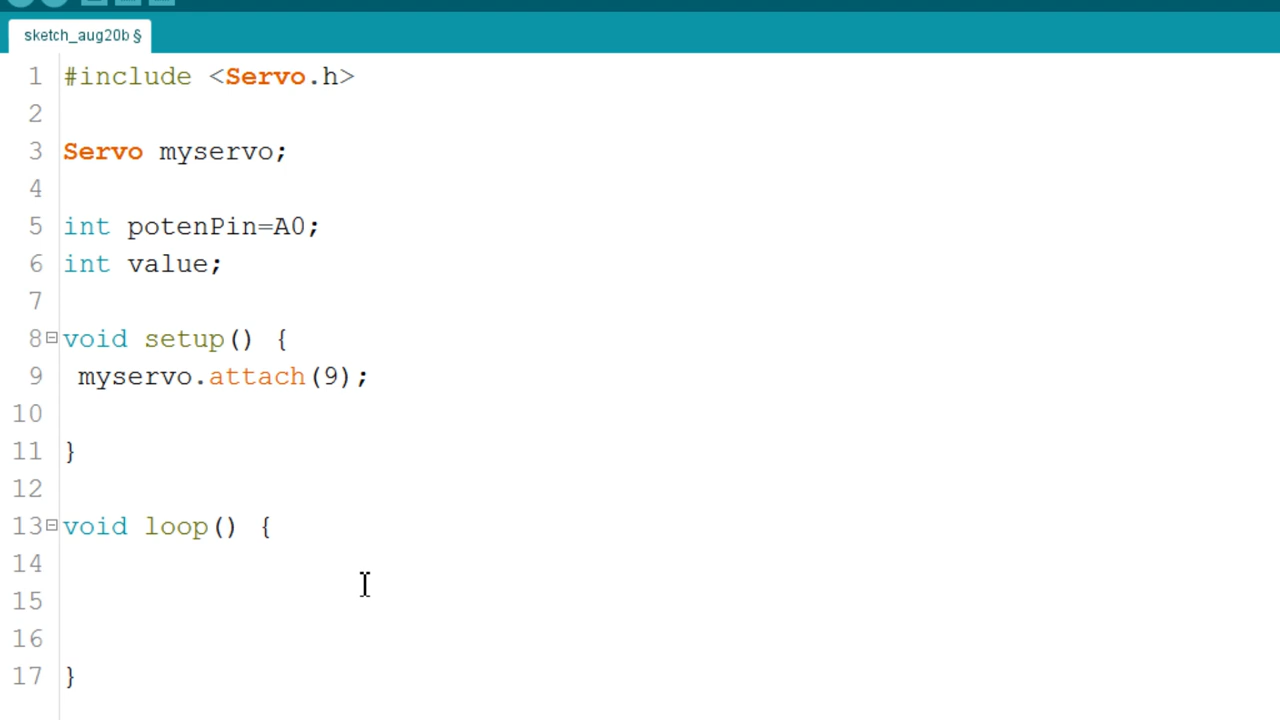 sketch_aug20b §
1 #include <Servo.h>
2
3 Servo myservo;
4
5 int potenPin=A0;
6 int value;
7
8 void setup() {
9  myservo.attach(9);
10
11 }
12
13 void loop() {
14
15
16
17 }